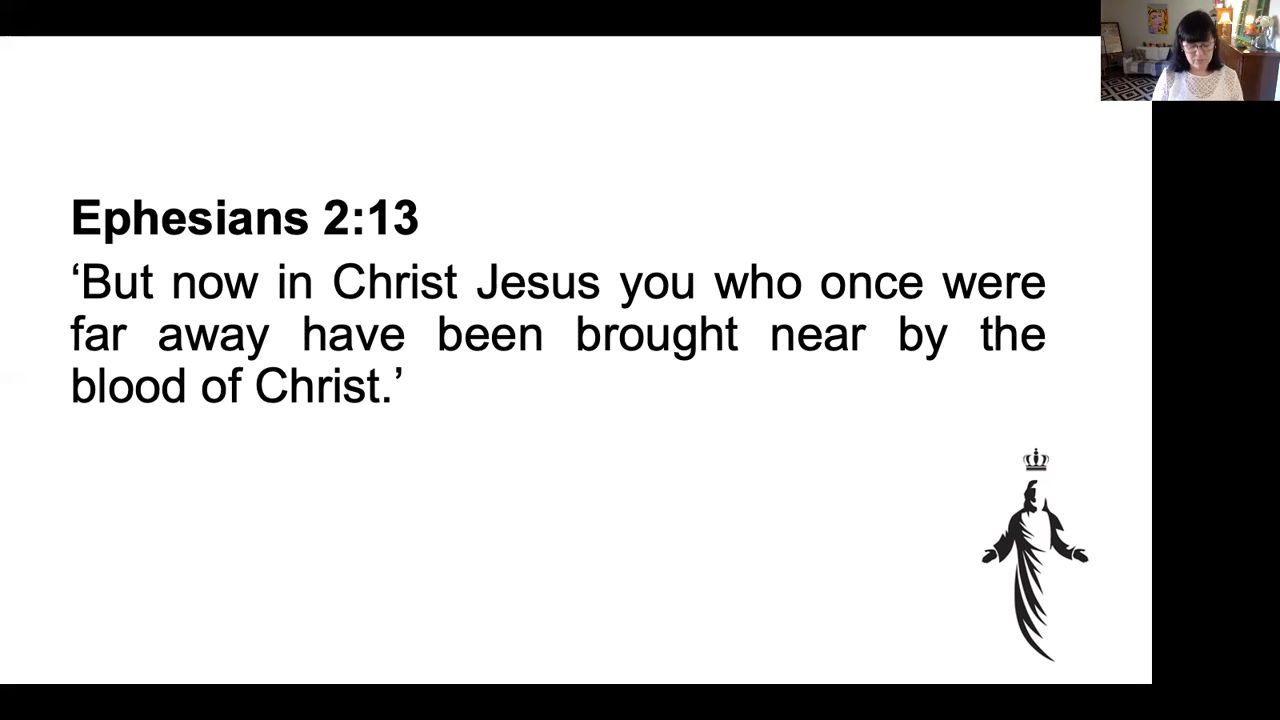 Ephesians 2:13
‘But now in Christ Jesus you who once were
far away have been brought near by the
blood of Christ.’